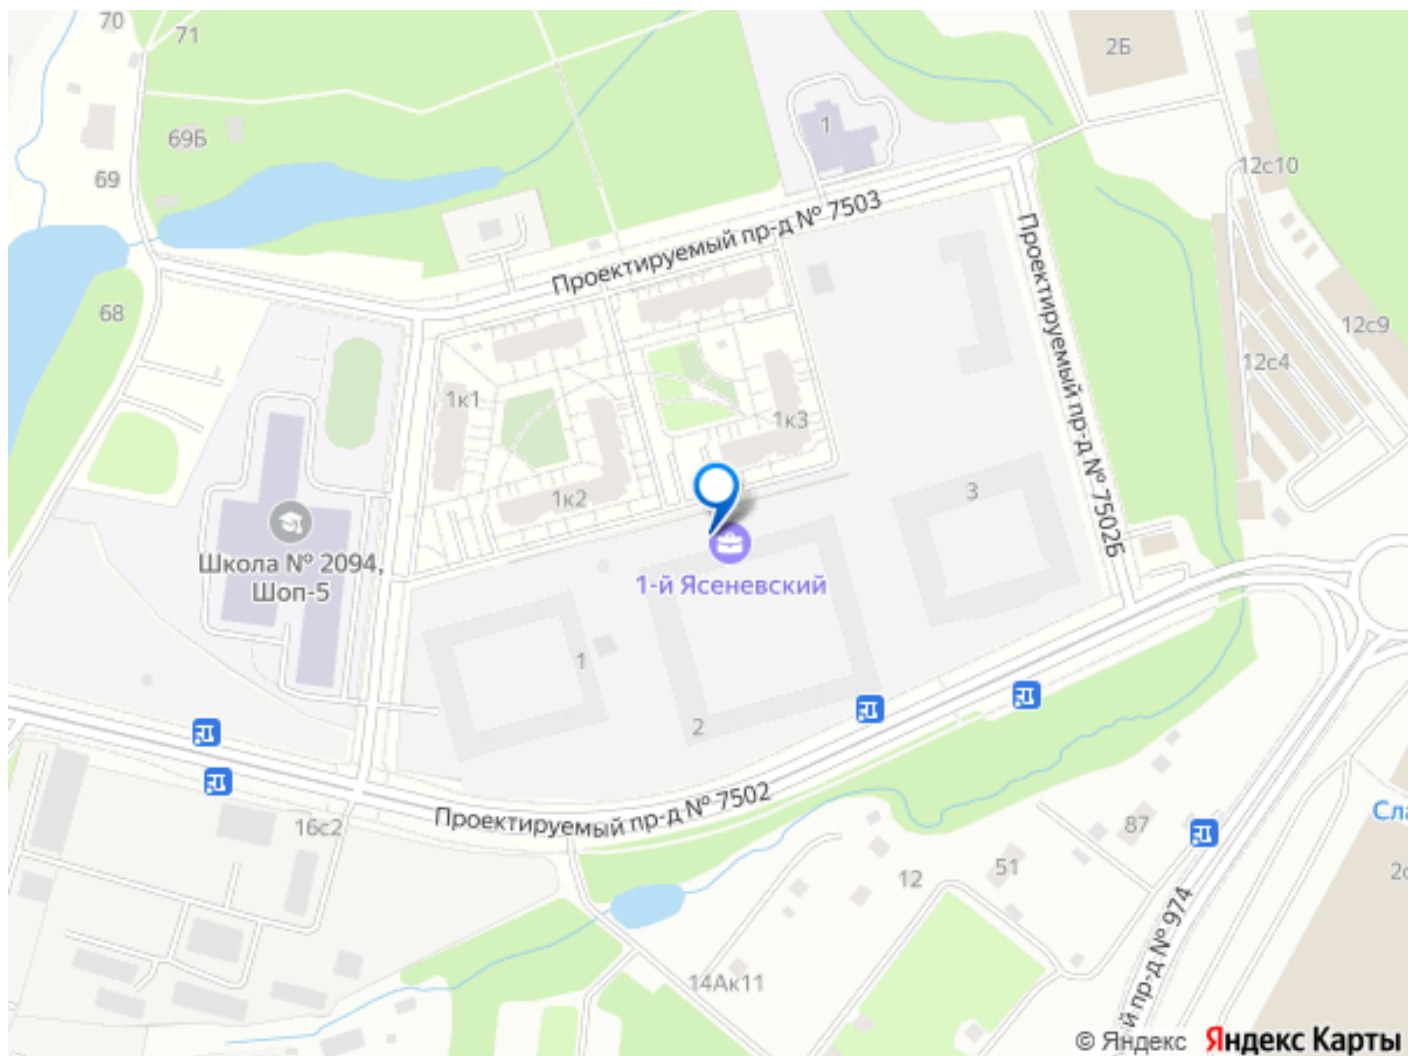 70
71
2Б
1
69Б
12с10
69
Проектируемый пр-д № 7503
Проектируемый пр-д № 7502Б
68
12с9
12с4
1к1
1к3
1к2
3
Школа № 2094,
Шоп-5
1-й Ясеневский
1
2
Проектируемый пр-д № 7502
16с2
87
Сла
51
12
2с
14Ак11
й пр-д № 974
© Яндекс Яндекс Карты